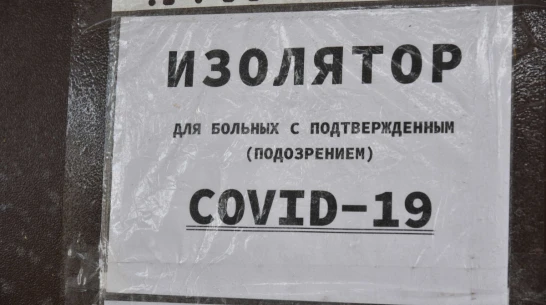 ИЗОЛЯТОР
ДЛЯ БОЛЬНЫХ С ПОДТВЕРЖДЕННЫМ
(ПОДОЗРЕНИЕМ)
COVID-19